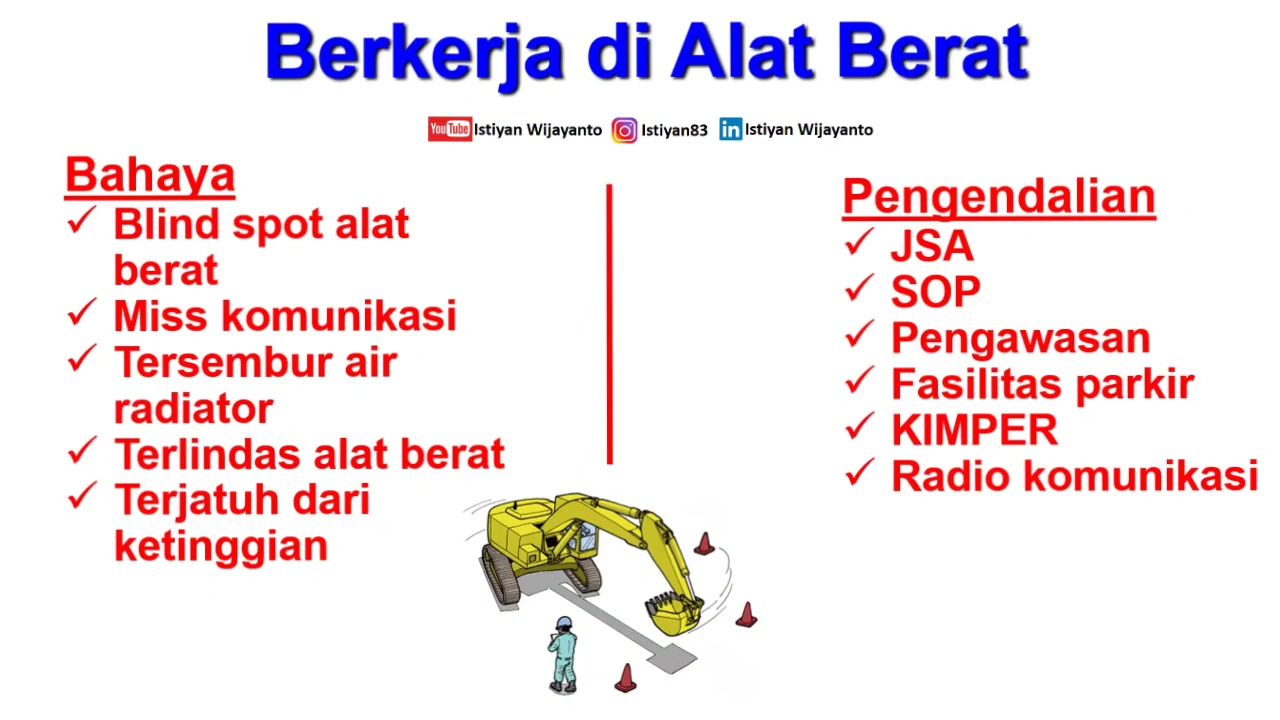 Berkerja di Alat Berat
YouTube Istiyan Wijayanto Istiyan83 in Istiyan Wijayanto
Bahaya
✓ Blind spot alat
berat
✓ Miss komunikasi
✓ Tersembur air
radiator
✓ Terlindas alat berat
✓ Terjatuh dari
ketinggian
Pengendalian
✓ JSA
✓ SOP
✓ Pengawasan
✓ Fasilitas parkir
✓ KIMPER
✓ Radio komunikasi